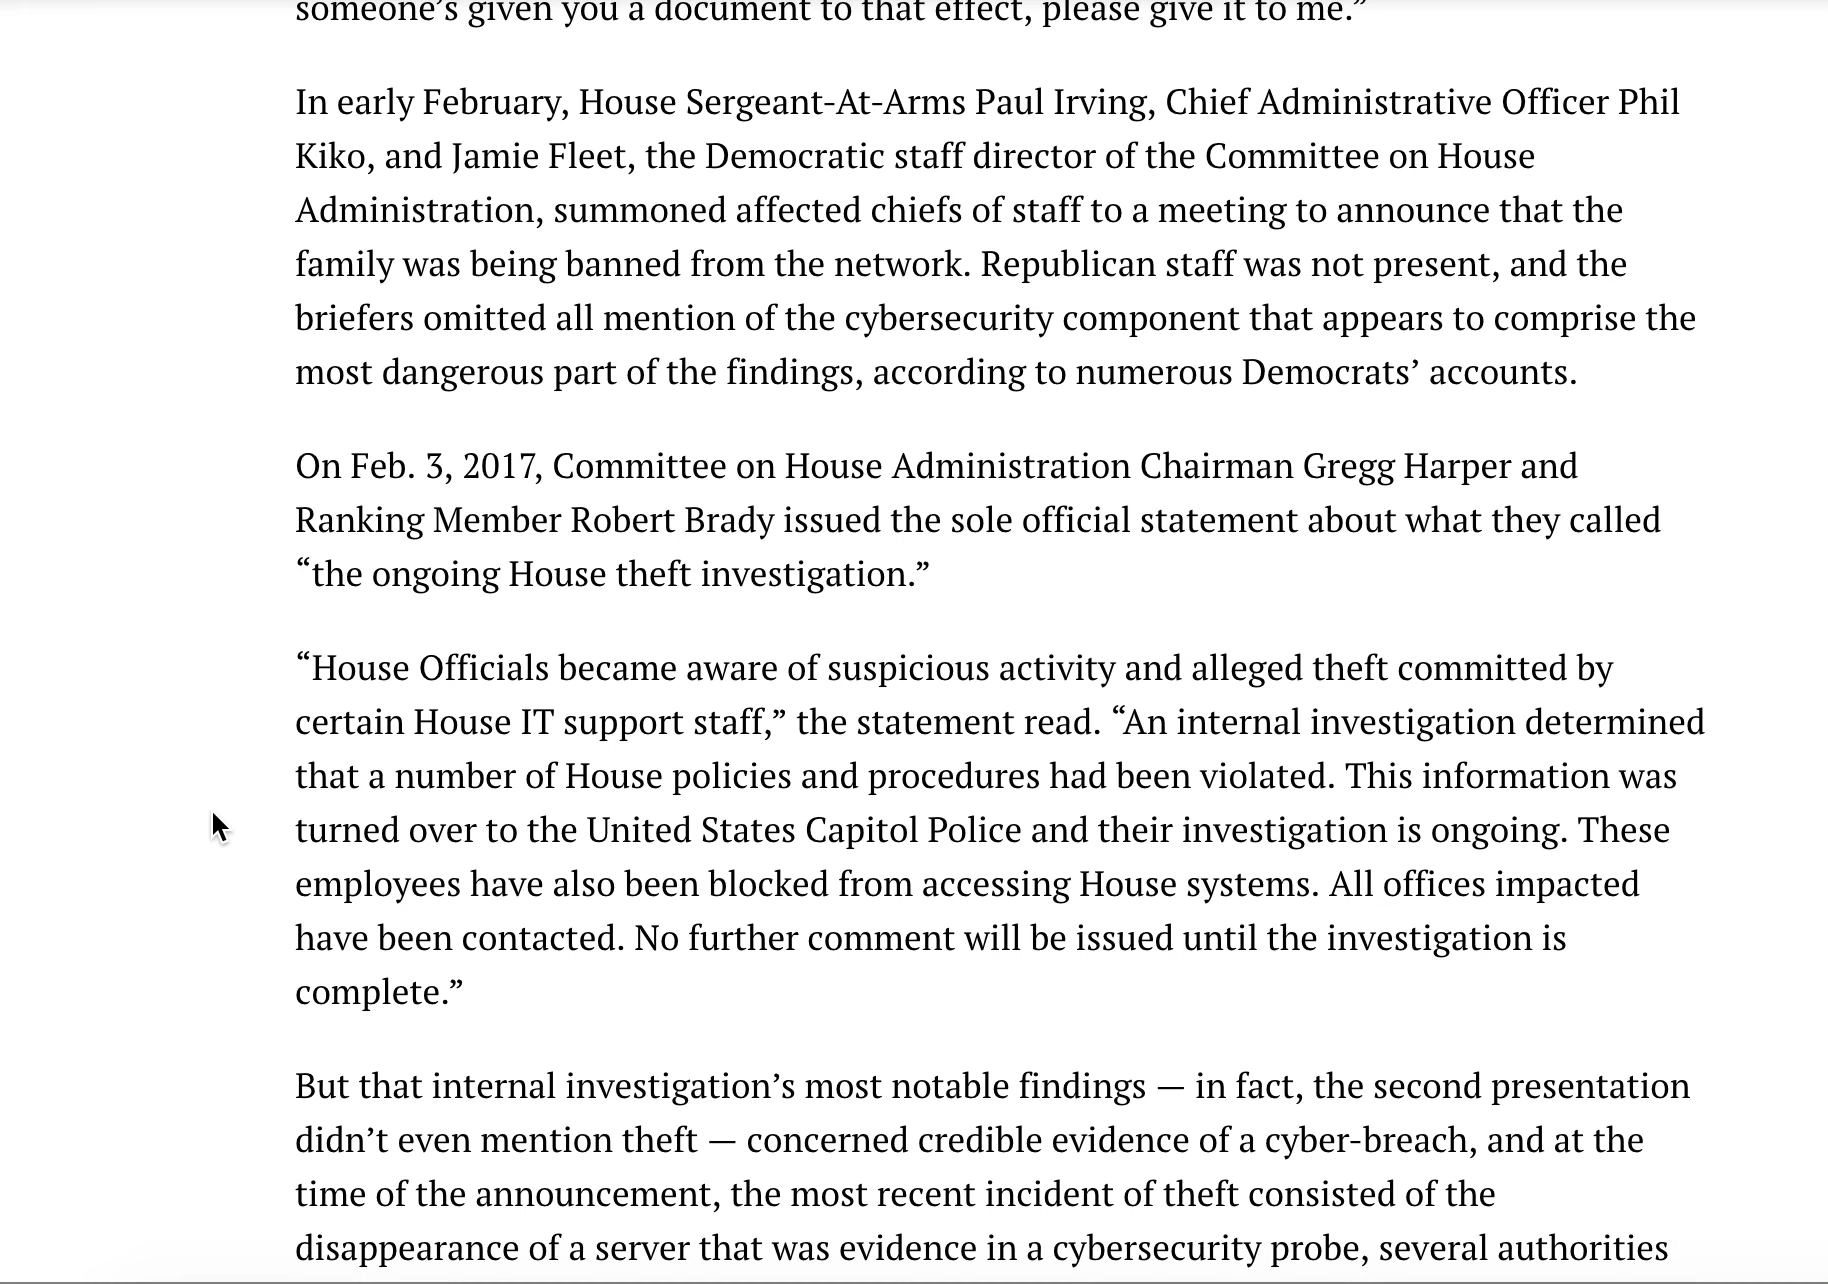 someone’s given you a document to that effect, please give it to me.”
In early February, House Sergeant-At-Arms Paul Irving, Chief Administrative Officer Phil
Kiko, and Jamie Fleet, the Democratic staff director of the Committee on House
Administration, summoned affected chiefs of staff to a meeting to announce that the
family was being banned from the network. Republican staff was not present, and the
briefers omitted all mention of the cybersecurity component that appears to comprise the
most dangerous part of the findings, according to numerous Democrats’ accounts.
On Feb. 3, 2017, Committee on House Administration Chairman Gregg Harper and
Ranking Member Robert Brady issued the sole official statement about what they called
“the ongoing House theft investigation.”
“House Officials became aware of suspicious activity and alleged theft committed by
certain House IT support staff,” the statement read. “An internal investigation determined
that a number of House policies and procedures had been violated. This information was
turned over to the United States Capitol Police and their investigation is ongoing. These
employees have also been blocked from accessing House systems. All offices impacted
have been contacted. No further comment will be issued until the investigation is
complete.”
But that internal investigation’s most notable findings — in fact, the second presentation
didn’t even mention theft — concerned credible evidence of a cyber-breach, and at the
time of the announcement, the most recent incident of theft consisted of the
disappearance of a server that was evidence in a cybersecurity probe, several authorities